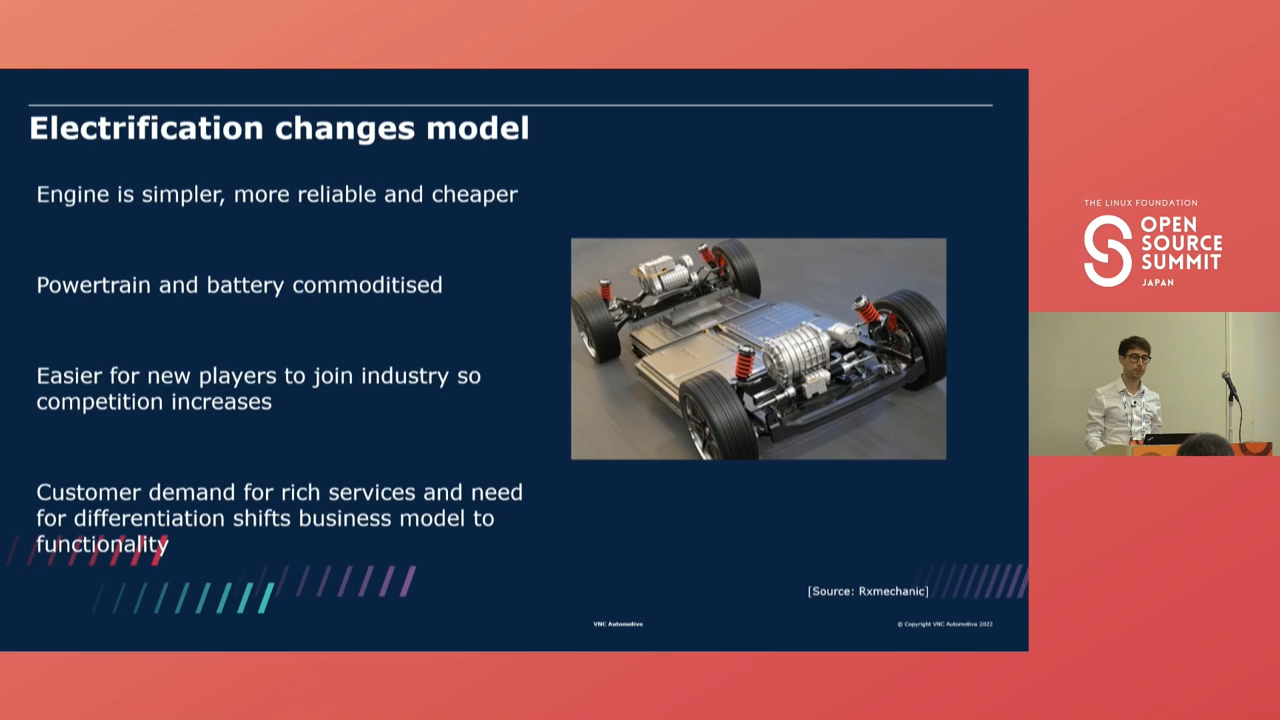 Electrification changes model
Engine is simpler, more reliable and cheaper
Powertrain and battery commoditised
Easier for new players to join industry so
competition increases
Customer demand for rich services and need
for differentiation shifts business model to
functionality
[Source: Rxmechanic]
VNC Automotive
© Copyright VNC Automotive 2022
THE LINUX FOUNDATION
OPEN
SOURCE
SUMMIT
JAPAN